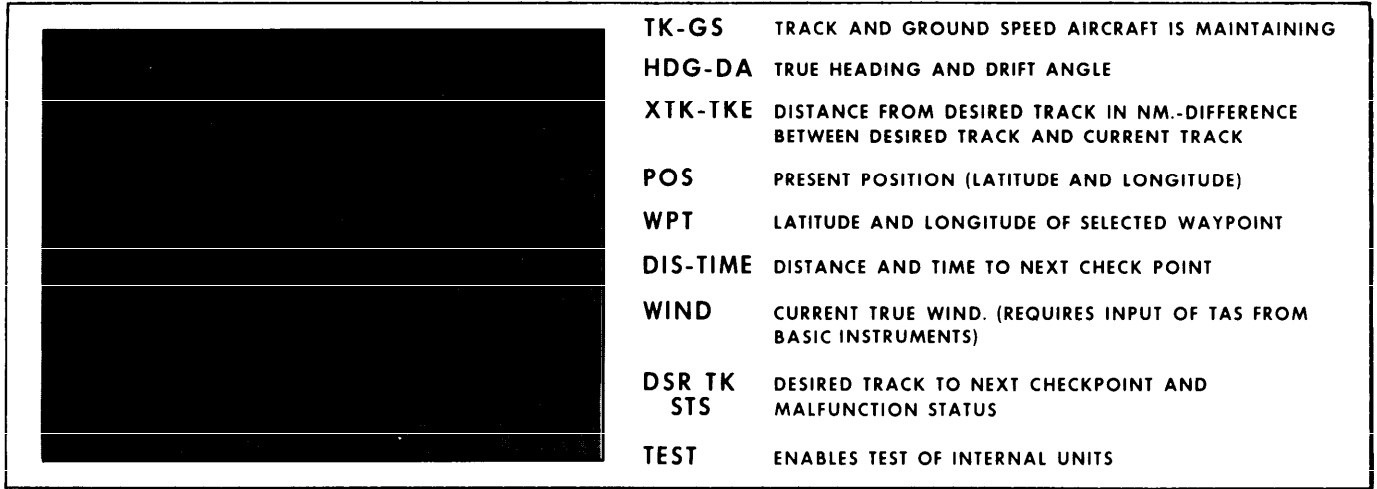 TK-GS TRACK AND GROUND SPEED AIRCRAFT IS MAINTAINING
HDG-DA TRUE HEADING AND DRIFT ANGLE
XTK-TKE DISTANCE FROM DESIRED TRACK IN NM.-DIFFERENCE
BETWEEN DESIRED TRACK AND CURRENT TRACK
POS PRESENT POSITION (LATITUDE AND LONGITUDE)
WPT LATITUDE AND LONGITUDE OF SELECTED WAYPOINT
DIS-TIME DISTANCE AND TIME TO NEXT CHECK POINT
WIND CURRENT TRUE WIND. (REQUIRES INPUT OF TAS FROM
BASIC INSTRUMENTS)
DSR TK DESIRED TRACK TO NEXT CHECKPOINT AND
STS MALFUNCTION STATUS
TEST ENABLES TEST OF INTERNAL UNITS